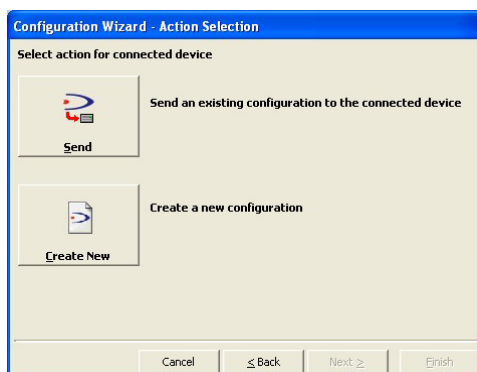 Configuration Wizard - Action Selection
Select action for connected device
Send an existing configuration to the connected device
Send
Create a new configuration
Create New
Cancel
< Back
Next >
Finish